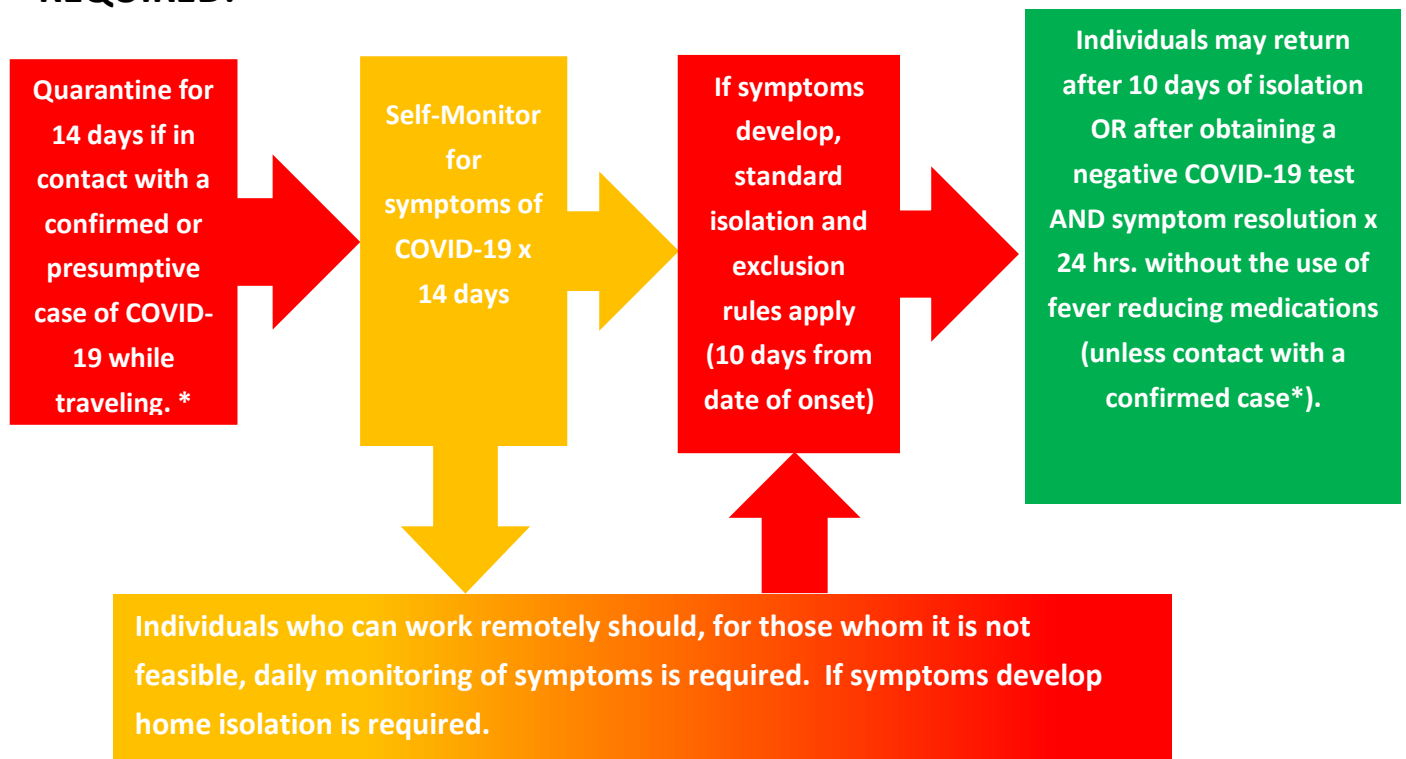 REQUIRED:
Quarantine for
14 days if in
contact with a
confirmed or
presumptive
case of COVID-
19 while
traveling. *
Self-Monitor
for
symptoms of
COVID-19 x
14 days
If symptoms
develop,
standard
isolation and
exclusion
rules apply
(10 days from
date of onset)
Individuals may return
after 10 days of isolation
OR after obtaining a
negative COVID-19 test
AND symptom resolution x
24 hrs. without the use of
fever reducing medications
(unless contact with a
confirmed case*).
Individuals who can work remotely should, for those whom it is not
feasible, daily monitoring of symptoms is required.  If symptoms develop
home isolation is required.